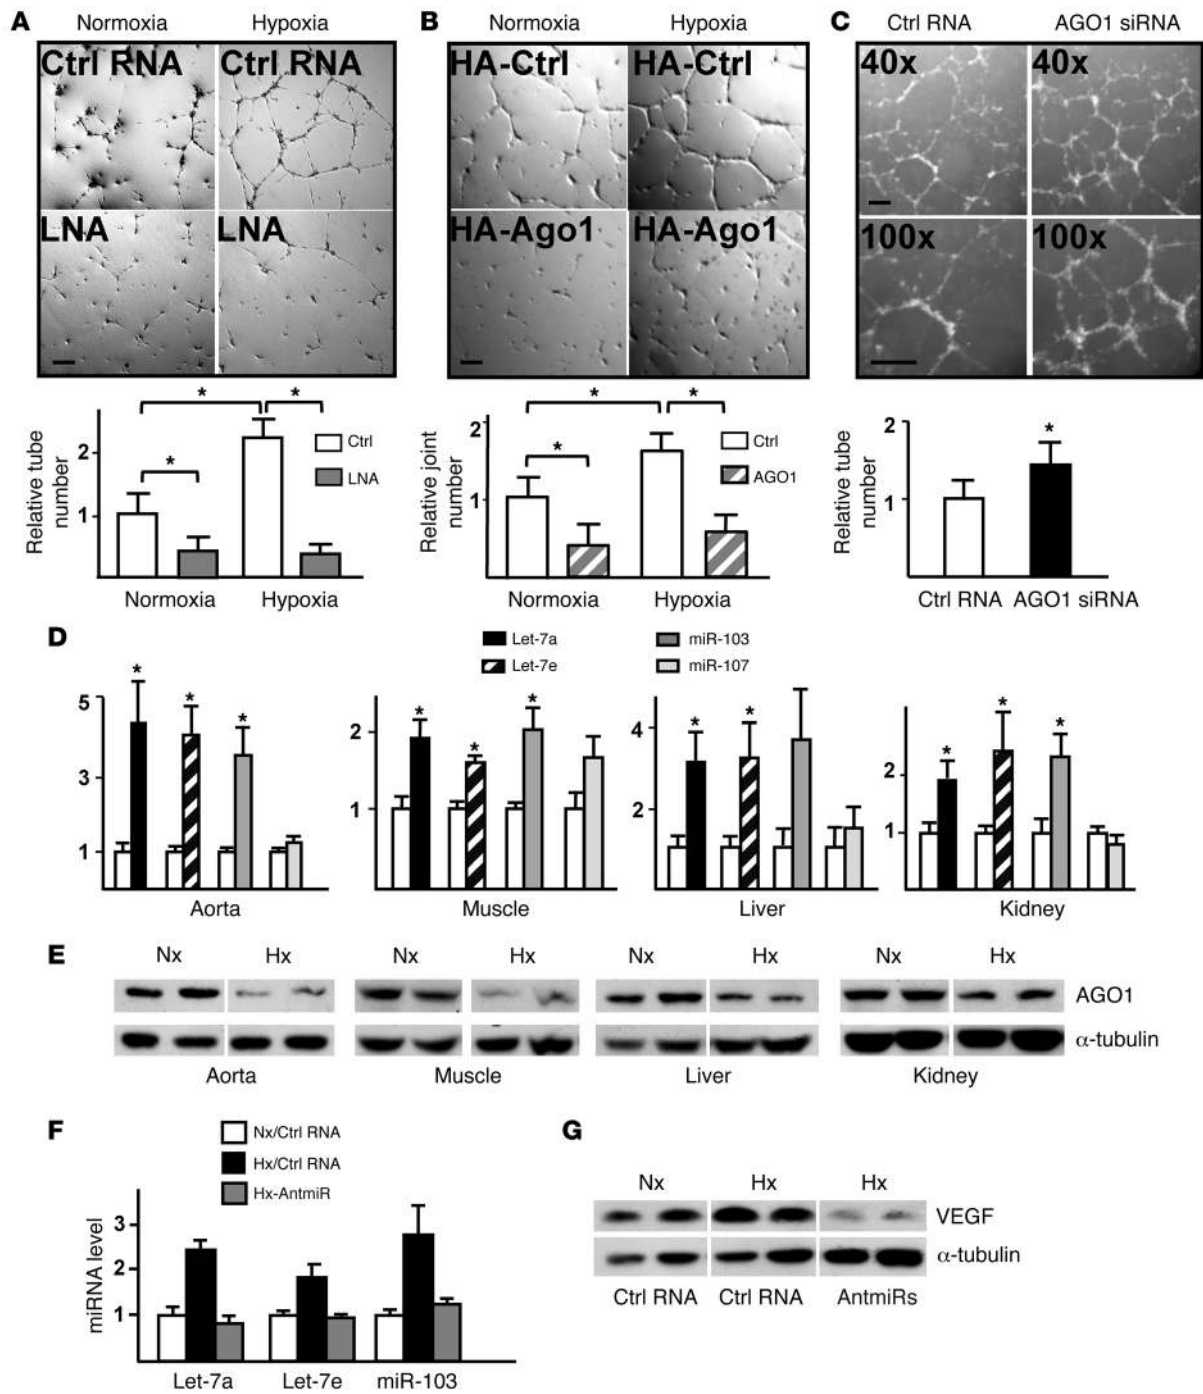 A Normoxia Hypoxia
Ctrl RNA Ctrl RNA
LNA LNA
Relative tube
number
2
1
* * *
Ctrl
LNA
Normoxia Hypoxia
B Normoxia Hypoxia
HA-Ctrl HA-Ctrl
HA-Ago1 HA-Ago1
Relative joint
number
2
1
* * *
Ctrl
AGO1
Normoxia Hypoxia
C Ctrl RNA AGO1 siRNA
40x 40x
100x 100x
Relative tube
number
2
1
*
Ctrl RNA AGO1 siRNA
D
Let-7a miR-103
Let-7e miR-107
5
3
1
* * *
Aorta
2
1
* * *
Muscle
4
2
* *
Liver
2
1
* * *
Kidney
E Nx Hx Nx Hx Nx Hx Nx Hx
AGO1
α-tubulin
Aorta Muscle Liver Kidney
F
Nx/Ctrl RNA
Hx/Ctrl RNA
Hx-AntmiR
miRNA level
3
2
1
Let-7a Let-7e miR-103
G
Nx Hx Hx
VEGF
α-tubulin
Ctrl RNA Ctrl RNA AntmiRs